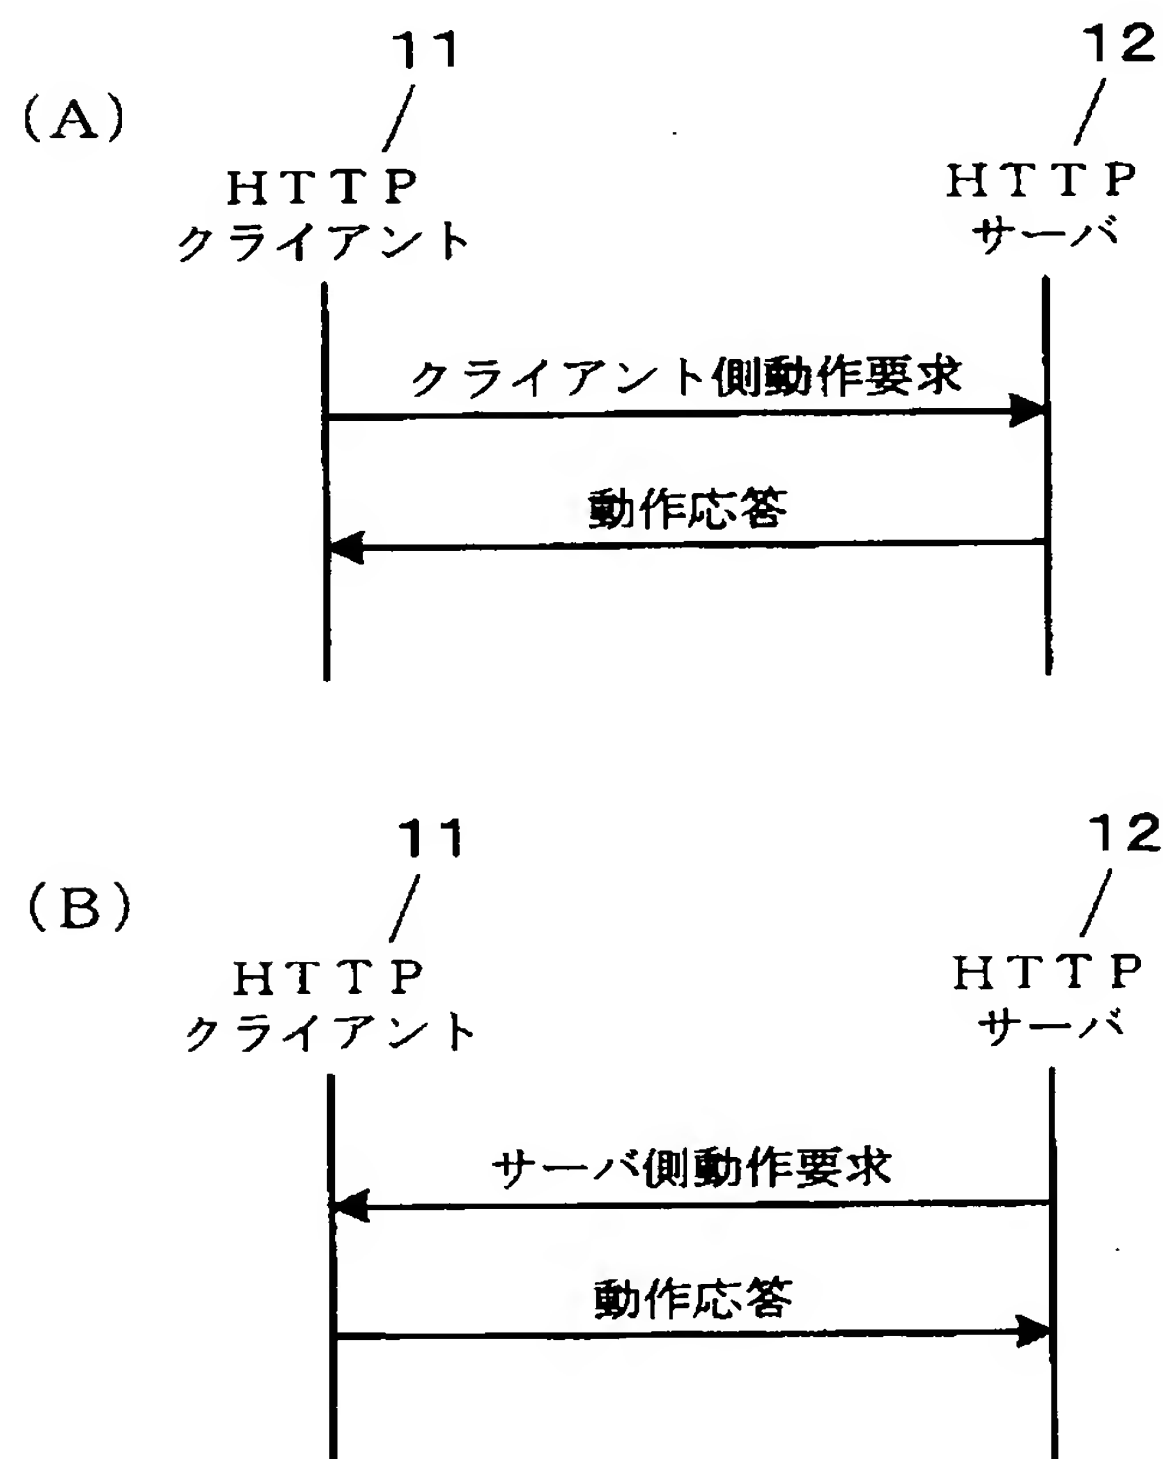 11
12
(A)
HTTP
クライアント
HTTP
サーバ
クライアント側動作要求
動作応答
11
12
(B)
HTTP
クライアント
HTTP
サーバ
サーバ側動作要求
動作応答